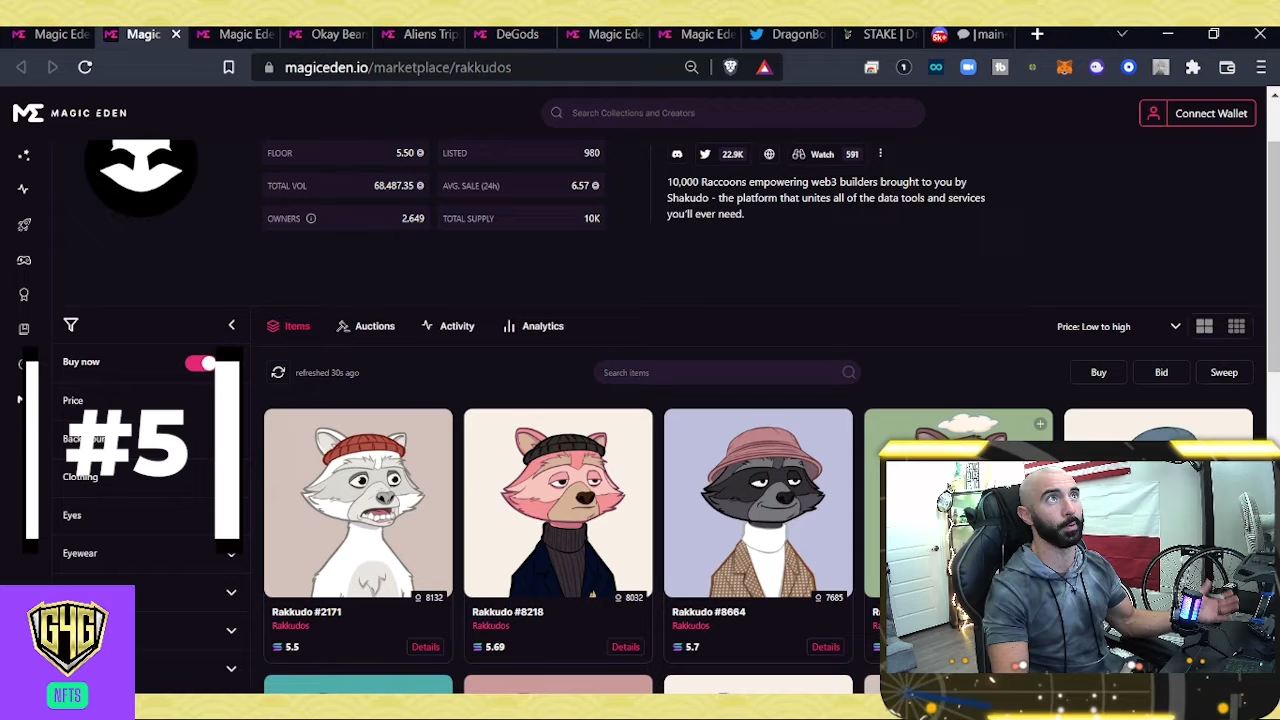 Magic Ede
Magic
Magic Ede
Okay Bear
Aliens Trip
DeGods
Magic Ede
Magic Ede
DragonBo
STAKE | D
5k+
main-
magiceden.io/marketplace/rakkudos
MAGIC EDEN
Search Collections and Creators
Connect Wallet
FLOOR 5.50
LISTED 980
22.9K
Watch 591
TOTAL VOL 68,487.35
AVG. SALE (24h) 6.57
OWNERS 2,649
TOTAL SUPPLY 10K
10,000 Raccoons empowering web3 builders brought to you by
Shakudo - the platform that unites all of the data tools and services
you'll ever need.
Items
Auctions
Activity
Analytics
Price: Low to high
Buy now
refreshed 30s ago
Search items
Buy
Bid
Sweep
Price
#5
Clothing
Eyes
Eyewear
8132
Rakkudo #2171
Rakkudos
5.5
Details
8032
Rakkudo #8218
Rakkudos
5.69
Details
7685
Rakkudo #8664
Rakkudos
5.7
Details
G4G
NFTS